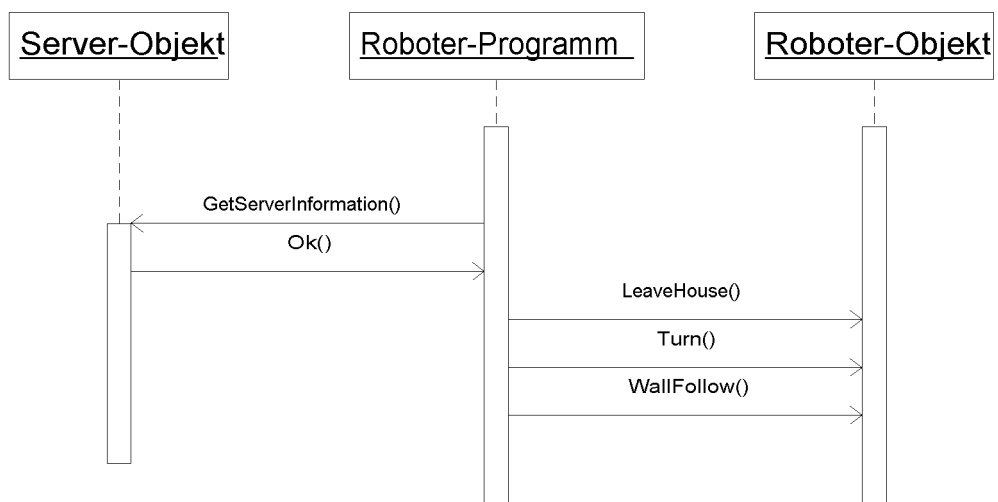 Server-Objekt
Roboter-Programm
Roboter-Objekt
GetServerInformation()
Ok()
LeaveHouse()
Turn()
WallFollow()